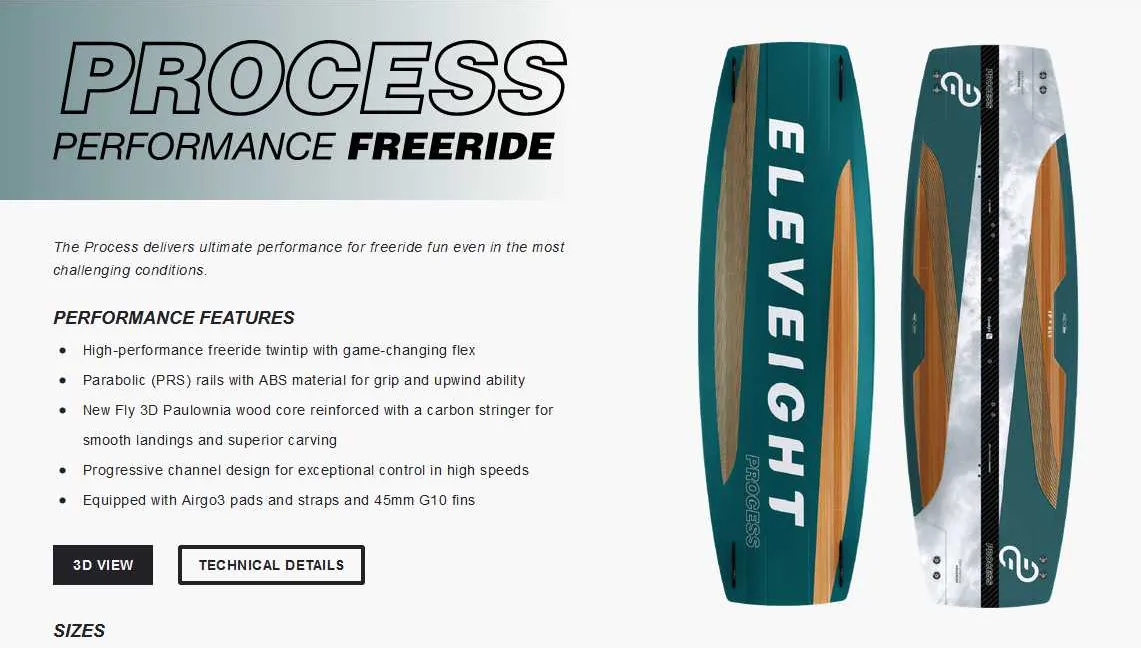 PROCESS
PERFORMANCE FREERIDE
The Process delivers ultimate performance for freeride fun even in the most
challenging conditions.
PERFORMANCE FEATURES
High-performance freeride twintip with game-changing flex
Parabolic (PRS) rails with ABS material for grip and upwind ability
New Fly 3D Paulownia wood core reinforced with a carbon stringer for
smooth landings and superior carving
Progressive channel design for exceptional control in high speeds
Equipped with Airgo3 pads and straps and 45mm G10 fins
3D VIEW
TECHNICAL DETAILS
SIZES
ELEVEIGHT
PROCESS
PROCESS
PROCESS